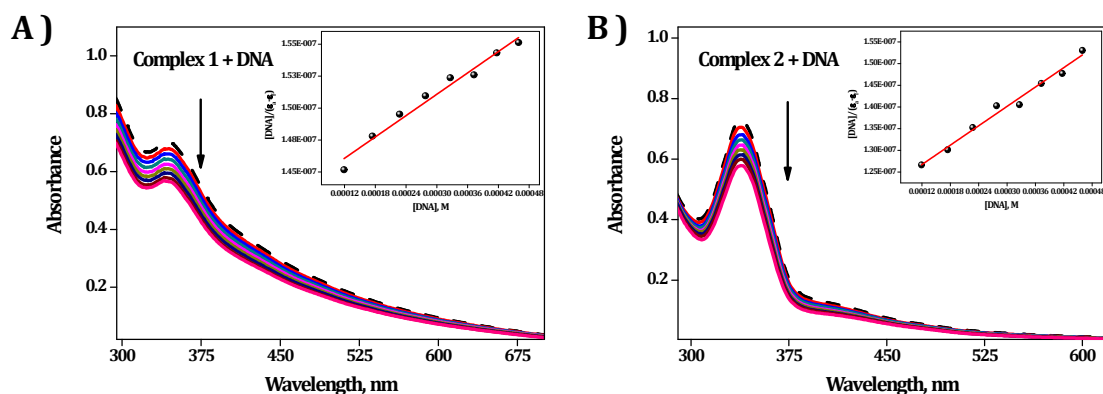 A )
Complex 1 + DNA
Absorbance
1.0
0.8
0.6
0.4
0.2
300
375
450
525
600
675
Wavelength, nm
[DNA]/(εa-εf)
1.55E-007
1.53E-007
1.50E-007
1.48E-007
1.45E-007
0.00012
0.00018
0.00024
0.00030
0.00036
0.00042
0.00048
[DNA], M
B )
Complex 2 + DNA
Absorbance
1.0
0.8
0.6
0.4
0.2
300
375
450
525
600
Wavelength, nm
1.55E-007
1.50E-007
1.45E-007
1.40E-007
1.35E-007
1.30E-007
1.25E-007
0.00012
0.00018
0.00024
0.00030
0.00036
0.00042
0.00048
[DNA], M